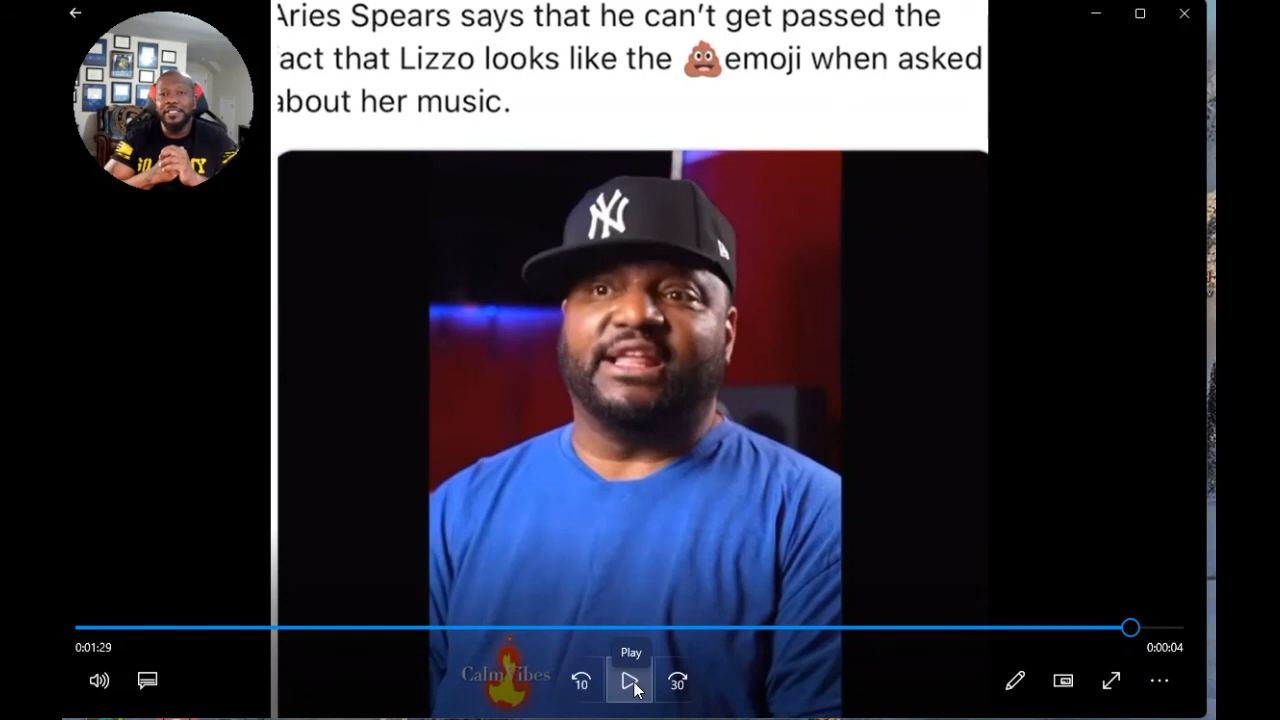 Aries Spears says that he can't get passed the
fact that Lizzo looks like the 💩emoji when asked
about her music.
NY
Play
0:01:29
0:00:04
CalmVibes
10
30